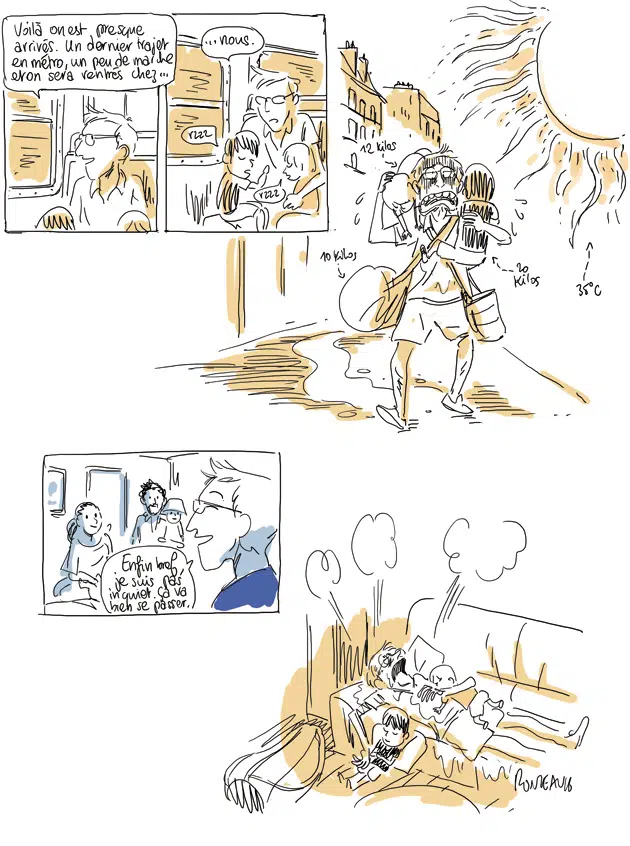 Voilà on est presque
arrivés. Un dernier trajet
en métro, un peu de marche
et on sera rentrés chez...
...nous.
rzzz
rzzz
12 kilos
10 kilos
20
kilos
35°C
Enfin bref,
je suis pas
inquiet. Ça va
bien se passer.